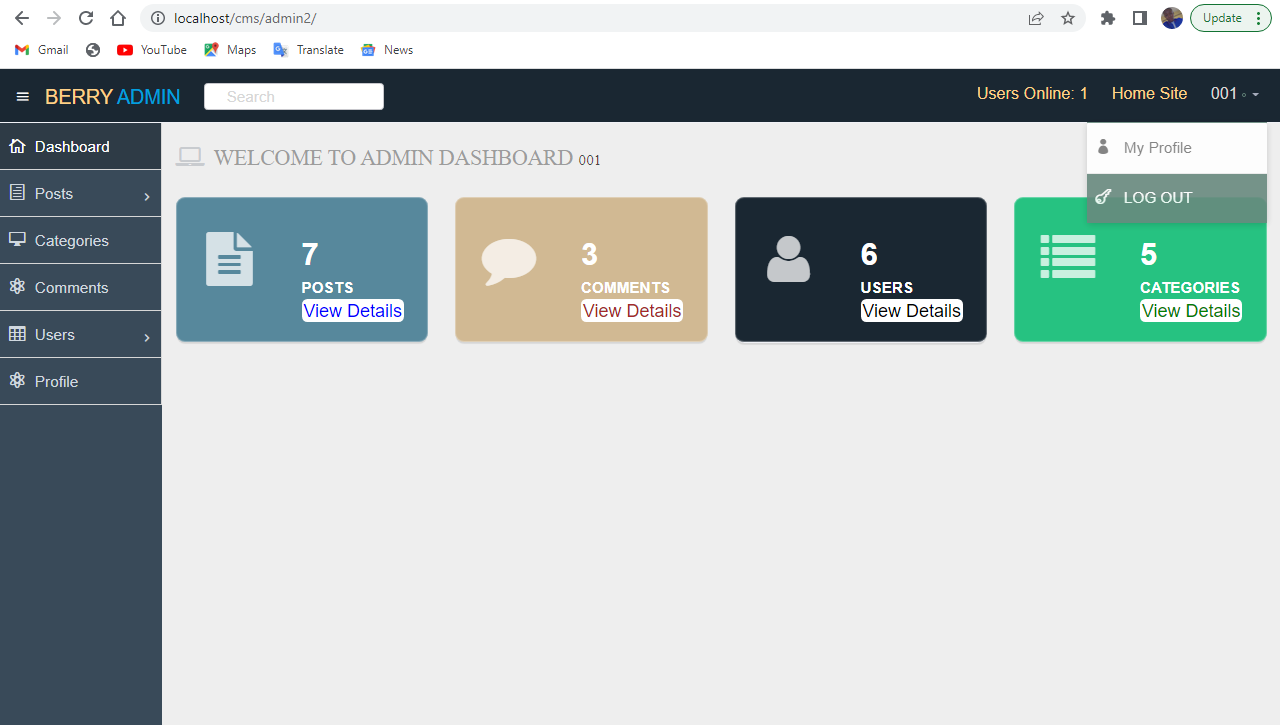 localhost/cms/admin2/
Update
Gmail
YouTube
Maps
Translate
News
BERRY ADMIN
Search
Users Online: 1
Home Site
001
Dashboard
Posts
Categories
Comments
Users
Profile
WELCOME TO ADMIN DASHBOARD 001
My Profile
LOG OUT
7
POSTS
View Details
3
COMMENTS
View Details
6
USERS
View Details
5
CATEGORIES
View Details